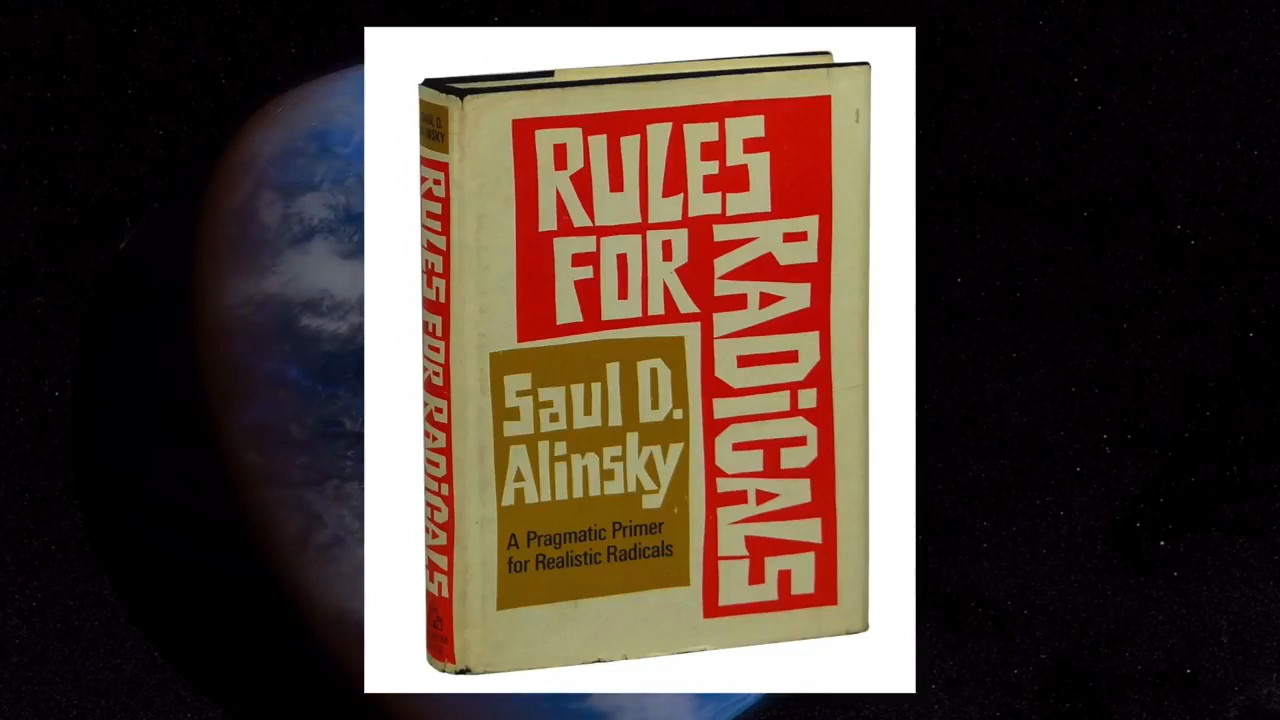 SAUL D.
ALINSKY
RULES FOR RADiCALS
RULES
FOR
RADiCALS
Saul D.
Alinsky
A Pragmatic Primer
for Realistic Radicals